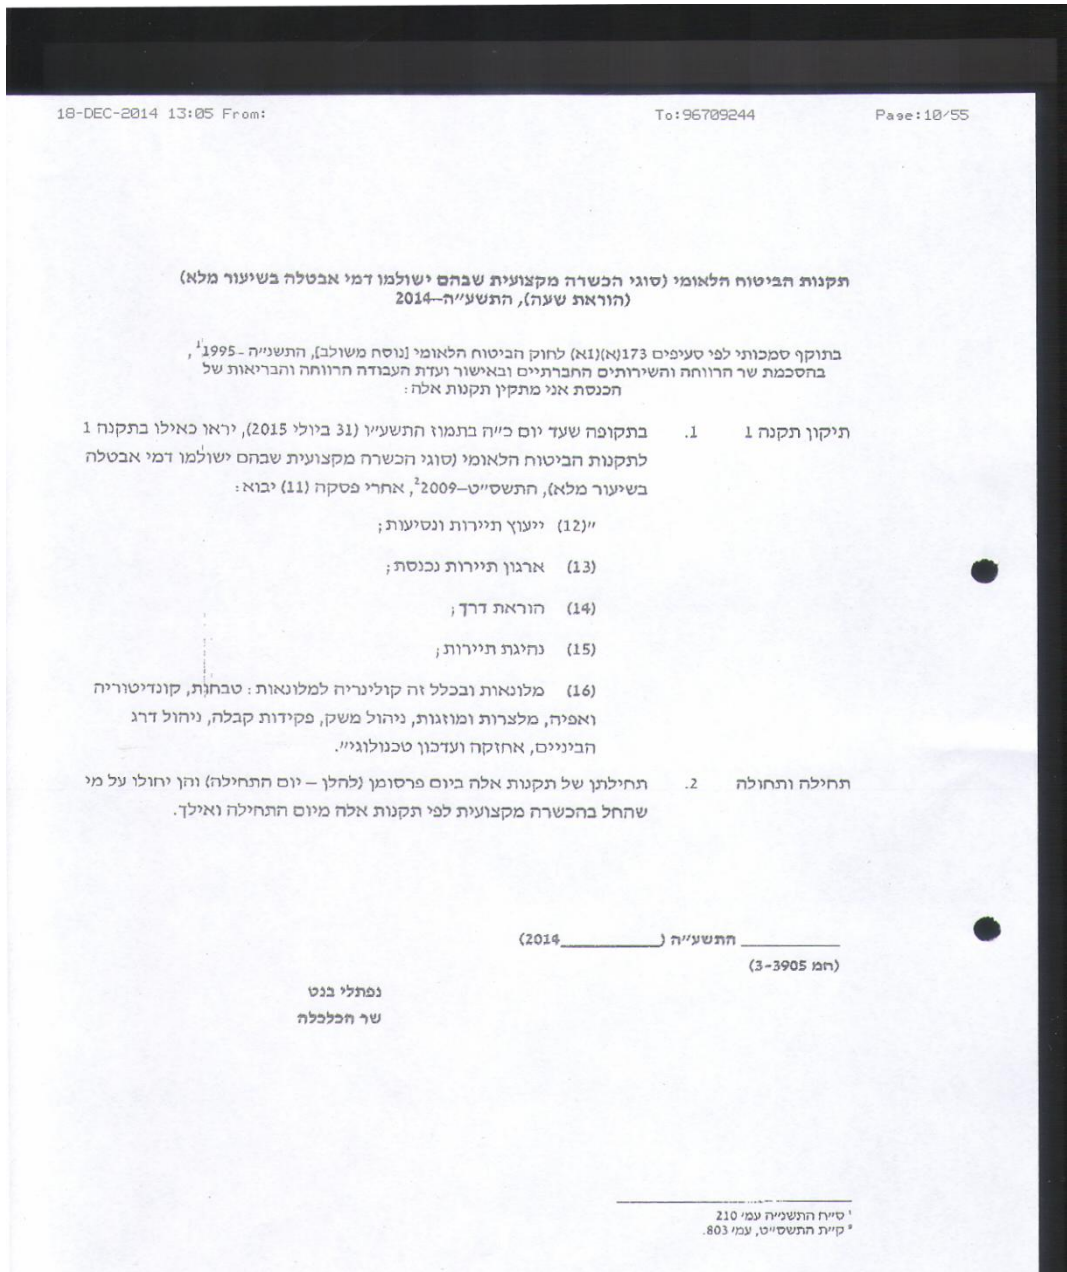 18-DEC-2014 13:05 From: To:96709244 Page:10/55
תקנות הביטוח הלאומי (סוגי הכשרה מקצועית שבהם ישולמו דמי אבטלה בשיעור מלא)
(הוראת שעה), התשע״ה–2014
בתוקף סמכותי לפי סעיפים 173(א)(1א) לחוק הביטוח הלאומי [נוסח משולב], התשנ״ה -1995¹ ,
בהסכמת שר הרווחה והשירותים החברתיים ובאישור ועדת העבודה הרווחה והבריאות של
הכנסת אני מתקין תקנות אלה:
תיקון תקנה 1 1. בתקופה שעד יום כ״ה בתמוז התשע״ו (31 ביולי 2015), יראו כאילו בתקנה 1
לתקנות הביטוח הלאומי (סוגי הכשרה מקצועית שבהם ישולמו דמי אבטלה
בשיעור מלא), התשס״ט–2009², אחרי פסקה (11) יבוא:
״(12) ייעוץ תיירות ונסיעות;
(13) ארגון תיירות נכנסת;
(14) הוראת דרך;
(15) נהיגת תיירות;
(16) מלונאות ובכלל זה קולינריה למלונאות: טבחות, קונדיטוריה
ואפיה, מלצרות ומוזגות, ניהול משק, פקידות קבלה, ניהול דרג
הביניים, אחזקה ועדכון טכנולוגי״.
תחילה ותחולה 2. תחילתן של תקנות אלה ביום פרסומן (להלן – יום התחילה) והן יחולו על מי
שהחל בהכשרה מקצועית לפי תקנות אלה מיום התחילה ואילך.
__________ התשע״ה (__________2014)
(חמ 3-3905)
נפתלי בנט
שר הכלכלה
¹ ס״ח התשנ״ה עמ׳ 210
² ק״ת התשס״ט, עמ׳ 803.